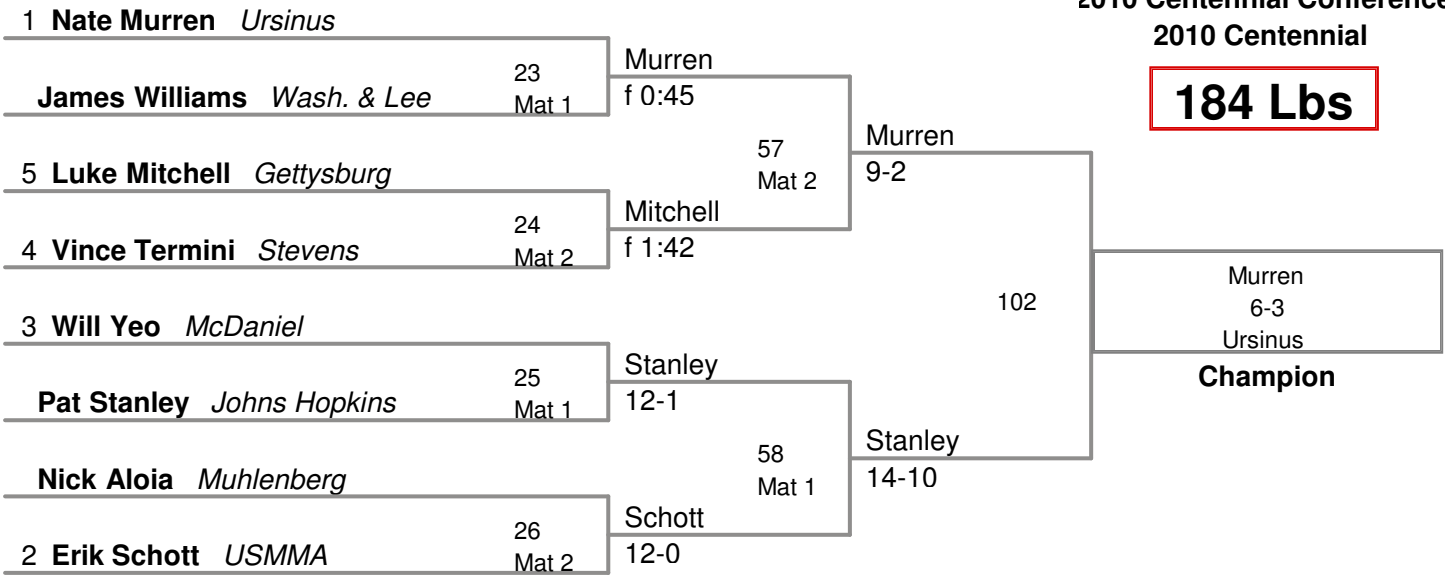 2010 Centennial Conference
2010 Centennial
184 Lbs
1 Nate Murren Ursinus
James Williams Wash. & Lee
23
Mat 1
Murren
f 0:45
5 Luke Mitchell Gettysburg
4 Vince Termini Stevens
24
Mat 2
Mitchell
f 1:42
57
Mat 2
Murren
9-2
3 Will Yeo McDaniel
Pat Stanley Johns Hopkins
25
Mat 1
Stanley
12-1
Nick Aloia Muhlenberg
2 Erik Schott USMMA
26
Mat 2
Schott
12-0
58
Mat 1
Stanley
14-10
102
Murren
6-3
Ursinus
Champion